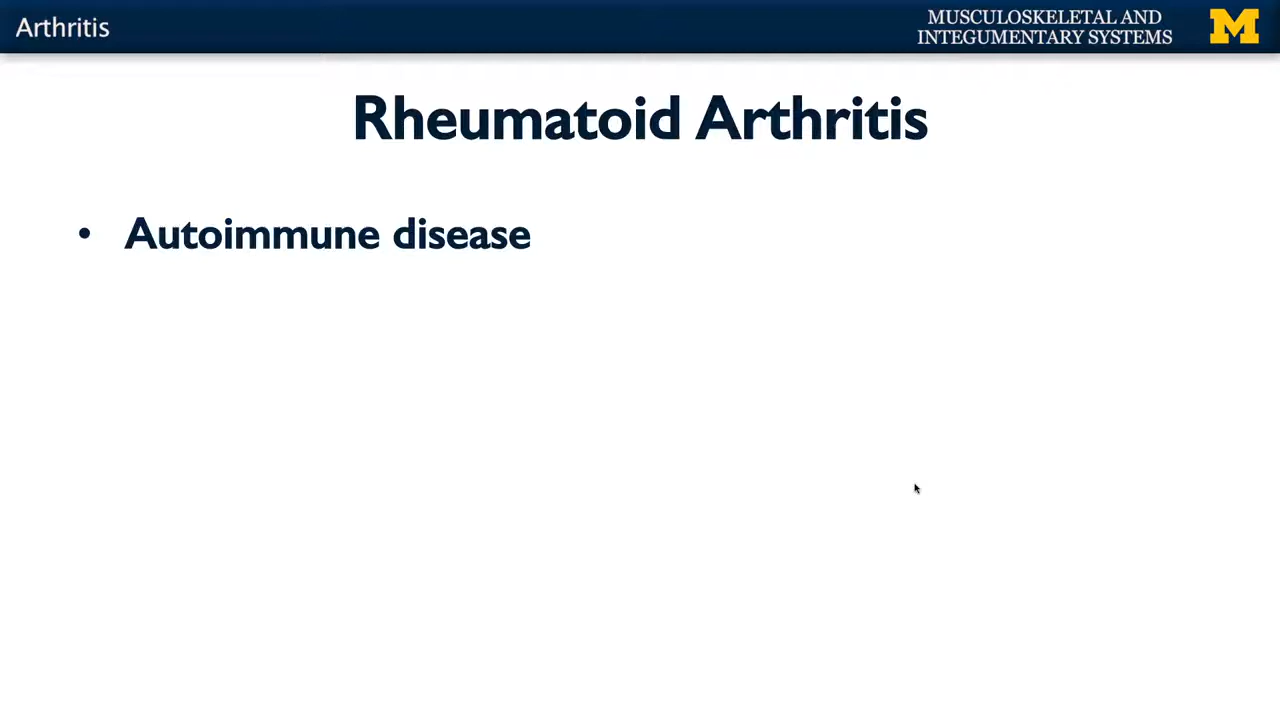 Arthritis
MUSCULOSKELETAL AND
INTEGUMENTARY SYSTEMS
M
Rheumatoid Arthritis
• Autoimmune disease